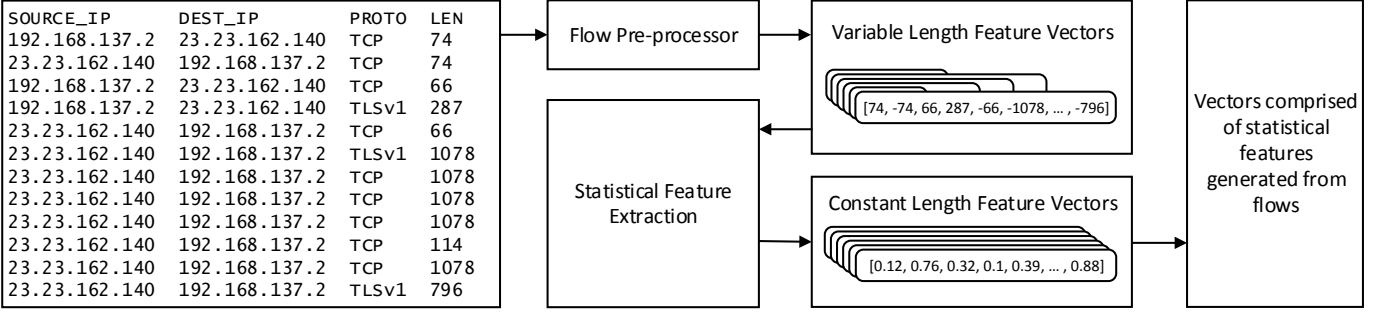 SOURCE_IP DEST_IP PROTO LEN
192.168.137.2 23.23.162.140 TCP 74
23.23.162.140 192.168.137.2 TCP 74
192.168.137.2 23.23.162.140 TCP 66
192.168.137.2 23.23.162.140 TLSv1 287
23.23.162.140 192.168.137.2 TCP 66
23.23.162.140 192.168.137.2 TLSv1 1078
23.23.162.140 192.168.137.2 TCP 1078
23.23.162.140 192.168.137.2 TCP 1078
23.23.162.140 192.168.137.2 TCP 1078
23.23.162.140 192.168.137.2 TCP 114
23.23.162.140 192.168.137.2 TCP 1078
23.23.162.140 192.168.137.2 TLSv1 796
Flow Pre-processor
Variable Length Feature Vectors
[74, -74, 66, 287, -66, -1078, ... , -796]
Statistical Feature
Extraction
Constant Length Feature Vectors
[0.12, 0.76, 0.32, 0.1, 0.39, ... , 0.88]
Vectors comprised
of statistical
features
generated from
flows